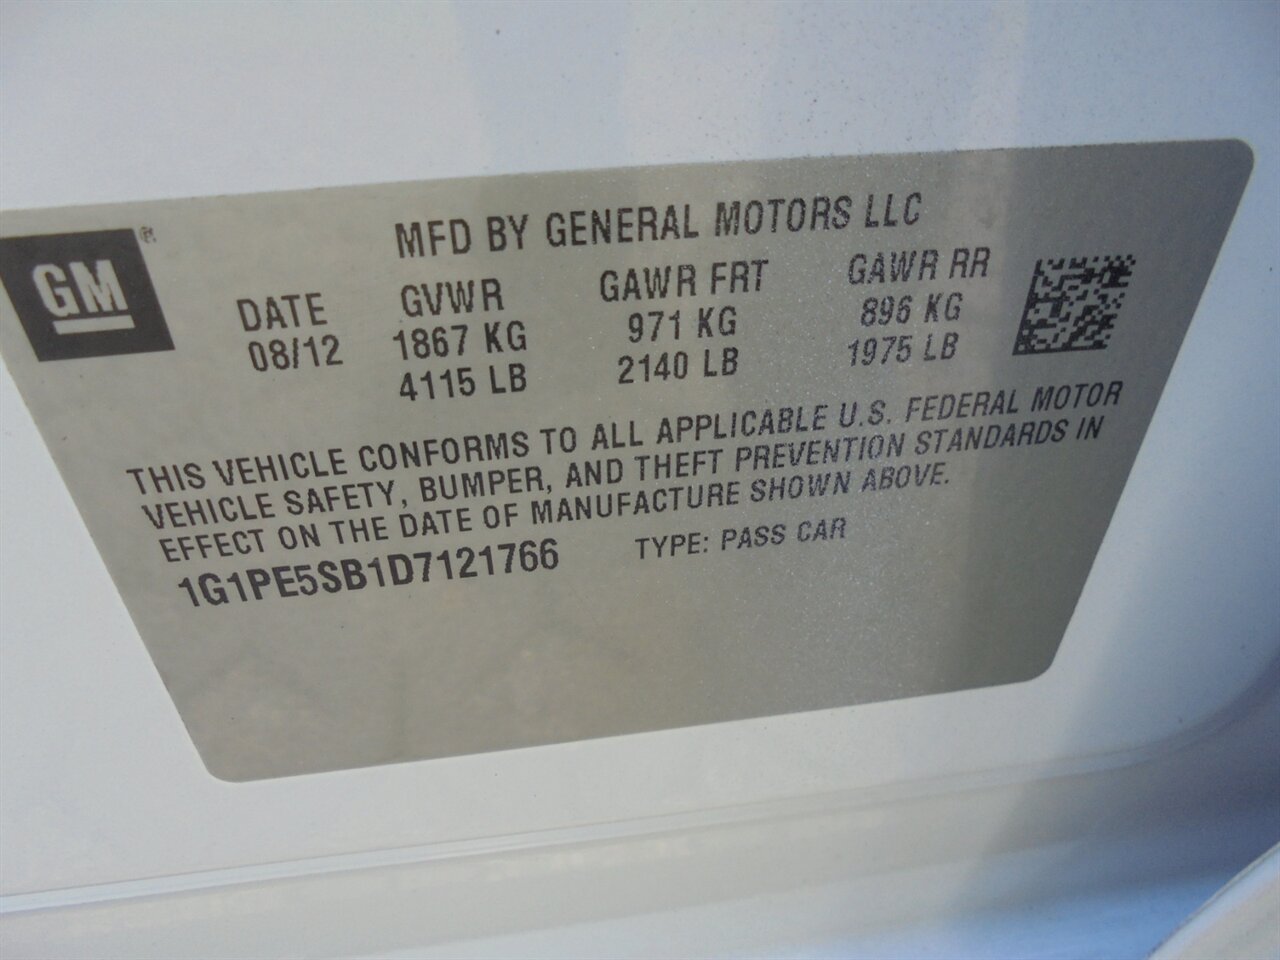 GM®
MFD BY GENERAL MOTORS LLC
DATE GVWR GAWR FRT GAWR RR
08/12 1867 KG 971 KG 896 KG
4115 LB 2140 LB 1975 LB
THIS VEHICLE CONFORMS TO ALL APPLICABLE U.S. FEDERAL MOTOR
VEHICLE SAFETY, BUMPER, AND THEFT PREVENTION STANDARDS IN
EFFECT ON THE DATE OF MANUFACTURE SHOWN ABOVE.
1G1PE5SB1D7121766 TYPE: PASS CAR